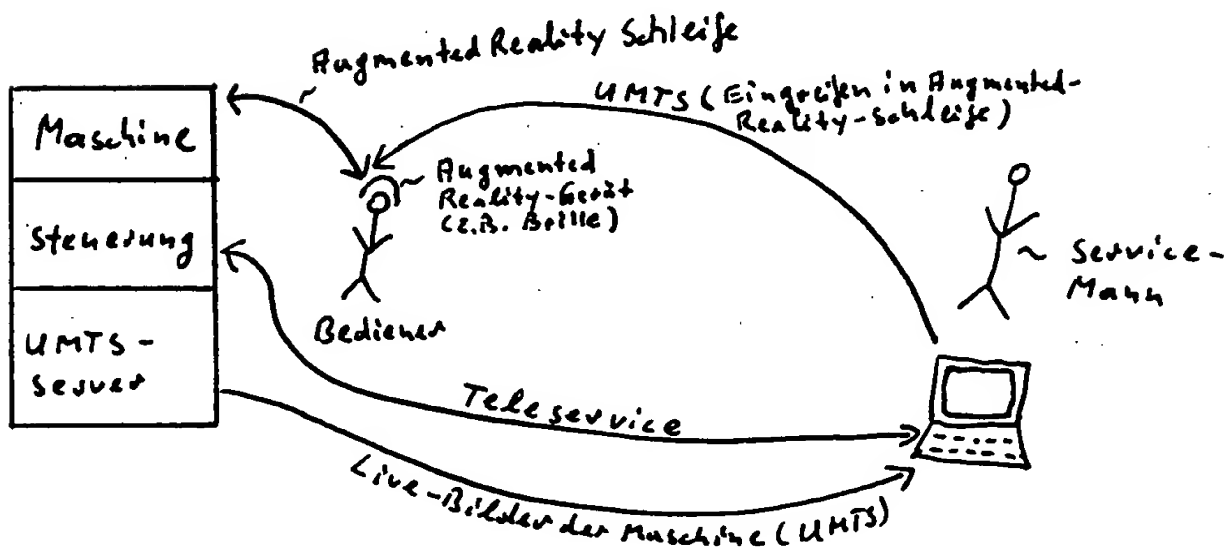 Augmented Reality Schleife
UMTS (Eingreifen in Augmented-
Reality-Schleife)
Maschine
Steuerung
UMTS-
Server
~ Augmented
Reality-Gerät
(z.B. Brille)
Bediener
~ Service-
Mann
Teleservice
Live-Bilder der Maschine (UMTS)